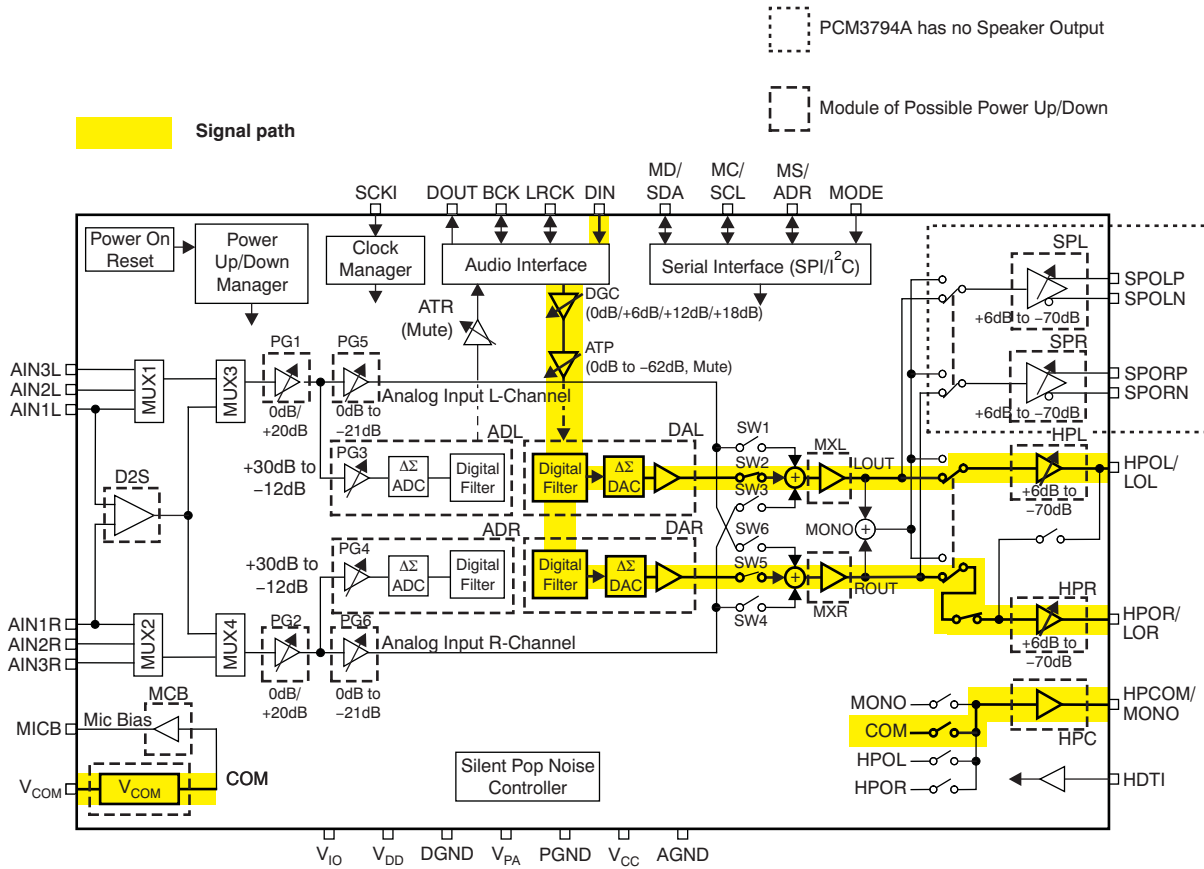 PCM3794A has no Speaker Output
Module of Possible Power Up/Down
Signal path
SCKI
DOUT
BCK
LRCK
DIN
MD/
SDA
MC/
SCL
MS/
ADR
MODE
Power On
Reset
Power
Up/Down
Manager
Clock
Manager
Audio Interface
Serial Interface (SPI/I²C)
SPL
SPOLP
SPOLN
+6dB to −70dB
SPR
SPORP
SPORN
+6dB to −70dB
ATR
(Mute)
DGC
(0dB/+6dB/+12dB/+18dB)
ATP
(0dB to −62dB, Mute)
AIN3L
AIN2L
AIN1L
MUX1
MUX3
PG1
0dB/
+20dB
PG5
0dB to
−21dB
Analog Input L-Channel
ADL
+30dB to
−12dB
PG3
ΔΣ
ADC
Digital
Filter
DAL
Digital
Filter
ΔΣ
DAC
SW1
SW2
SW3
SW6
SW5
SW4
MXL
LOUT
MONO
HPL
+6dB to
−70dB
HPOL/
LOL
D2S
ADR
+30dB to
−12dB
PG4
ΔΣ
ADC
Digital
Filter
DAR
Digital
Filter
ΔΣ
DAC
MXR
ROUT
HPR
+6dB to
−70dB
HPOR/
LOR
AIN1R
AIN2R
AIN3R
MUX2
MUX4
PG2
0dB/
+20dB
PG6
0dB to
−21dB
Analog Input R-Channel
MICB
Mic Bias
MCB
VCOM
VCOM
COM
Silent Pop Noise
Controller
MONO
COM
HPOL
HPOR
HPC
HPCOM/
MONO
HDTI
VIO
VDD
DGND
VPA
PGND
VCC
AGND